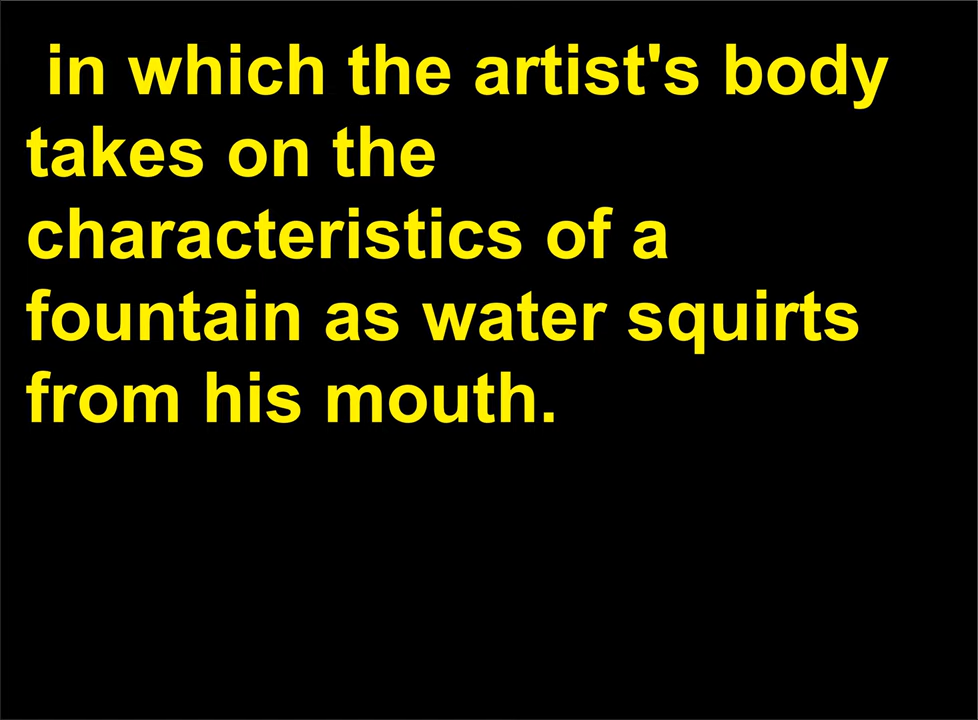 in which the artist's body
takes on the
characteristics of a
fountain as water squirts
from his mouth.